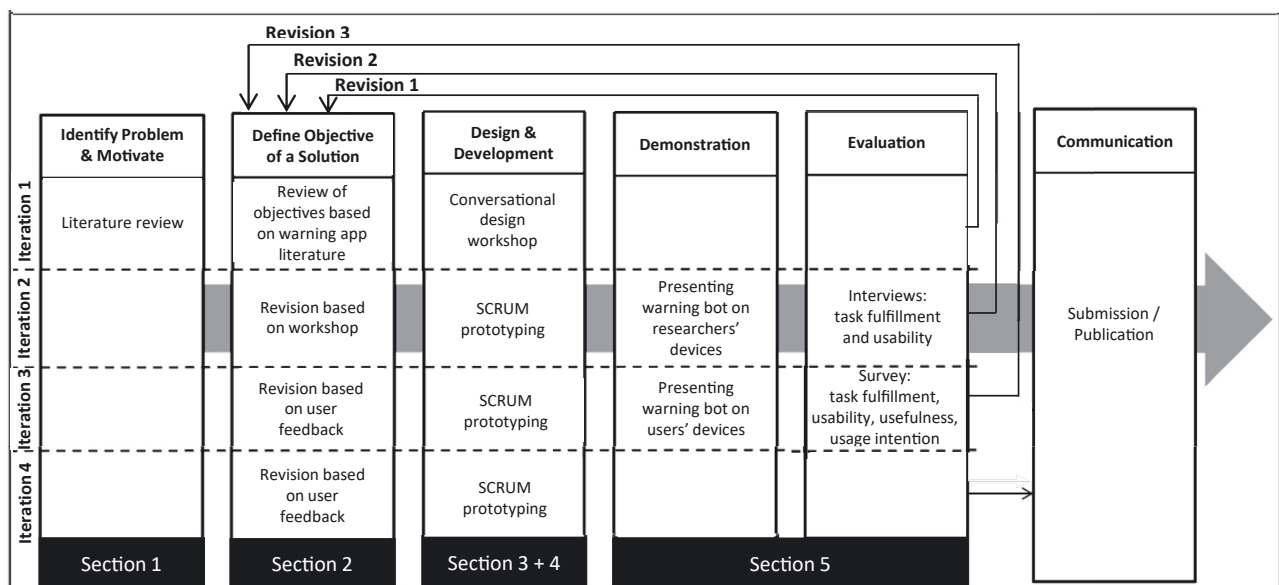 Revision 3
Revision 2
Revision 1
Identify Problem
& Motivate
Define Objective
of a Solution
Design &
Development
Demonstration
Evaluation
Communication
Iteration 1
Literature review
Review of
objectives based
on warning app
literature
Conversational
design
workshop
Iteration 2
Revision based
on workshop
SCRUM
prototyping
Presenting
warning bot on
researchers’
devices
Interviews:
task fulfillment
and usability
Submission /
Publication
Iteration 3
Revision based
on user
feedback
SCRUM
prototyping
Presenting
warning bot on
users’ devices
Survey:
task fulfillment,
usability, usefulness,
usage intention
Iteration 4
Revision based
on user
feedback
SCRUM
prototyping
Section 1
Section 2
Section 3 + 4
Section 5